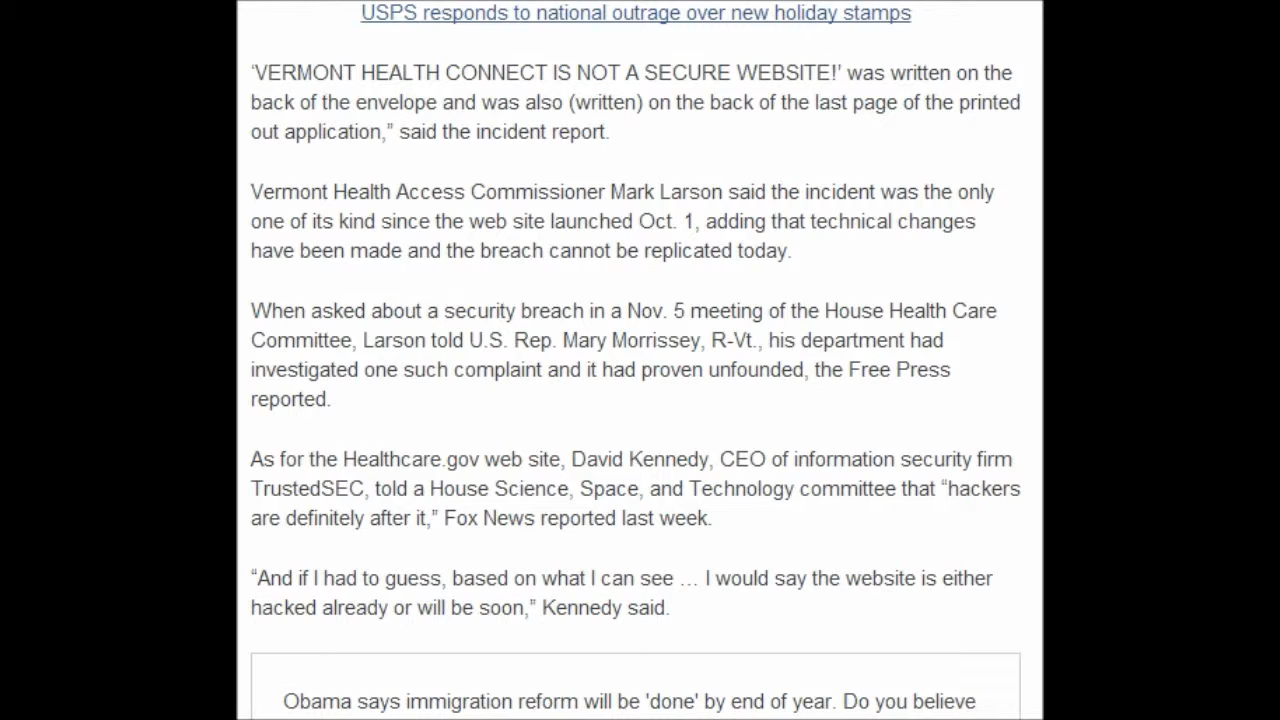 USPS responds to national outrage over new holiday stamps
‘VERMONT HEALTH CONNECT IS NOT A SECURE WEBSITE!’ was written on the
back of the envelope and was also (written) on the back of the last page of the printed
out application,” said the incident report.
Vermont Health Access Commissioner Mark Larson said the incident was the only
one of its kind since the web site launched Oct. 1, adding that technical changes
have been made and the breach cannot be replicated today.
When asked about a security breach in a Nov. 5 meeting of the House Health Care
Committee, Larson told U.S. Rep. Mary Morrissey, R-Vt., his department had
investigated one such complaint and it had proven unfounded, the Free Press
reported.
As for the Healthcare.gov web site, David Kennedy, CEO of information security firm
TrustedSEC, told a House Science, Space, and Technology committee that “hackers
are definitely after it,” Fox News reported last week.
“And if I had to guess, based on what I can see … I would say the website is either
hacked already or will be soon,” Kennedy said.
Obama says immigration reform will be 'done' by end of year. Do you believe